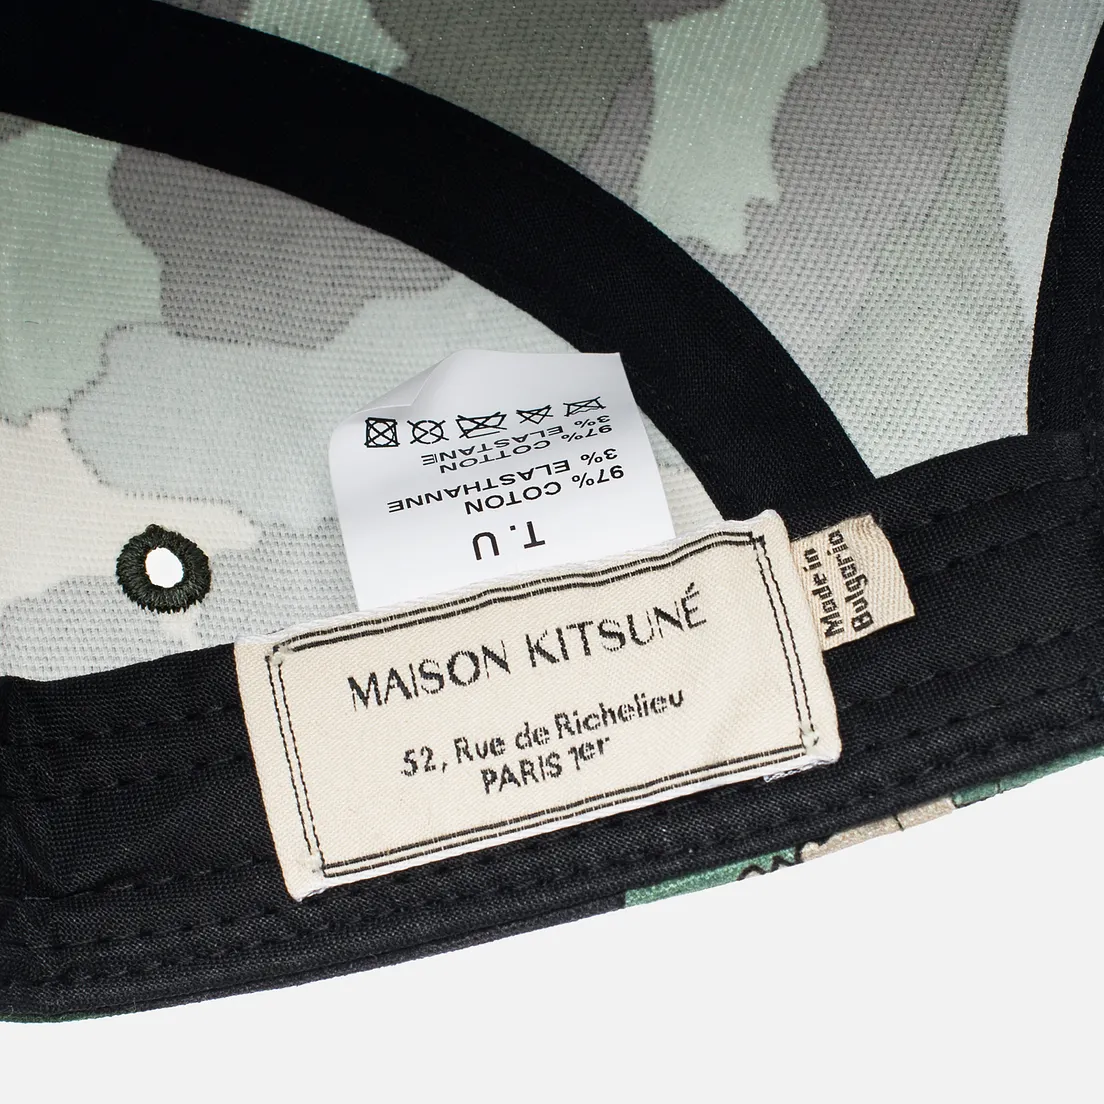 MAISON KITSUNÉ
52, Rue de Richelieu
PARIS 1er
Made in
Bulgaria
T.U
97% COTON
3% ELASTHANNE
97% COTTON
3% ELASTANE